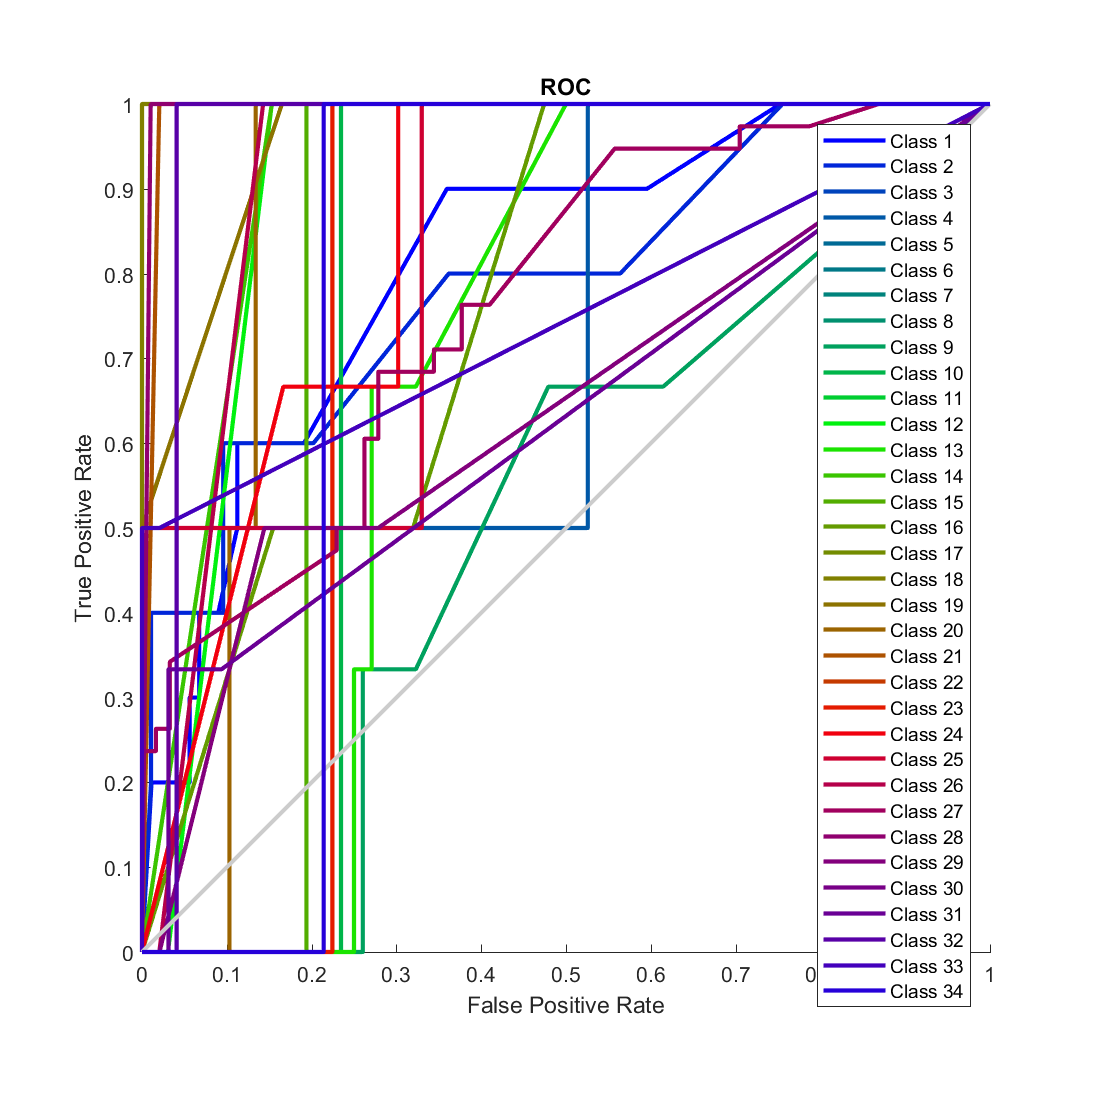 ROC
True Positive Rate
1
0.9
0.8
0.7
0.6
0.5
0.4
0.3
0.2
0.1
0
0 0.1 0.2 0.3 0.4 0.5 0.6 0.7 0 1
False Positive Rate
Class 1
Class 2
Class 3
Class 4
Class 5
Class 6
Class 7
Class 8
Class 9
Class 10
Class 11
Class 12
Class 13
Class 14
Class 15
Class 16
Class 17
Class 18
Class 19
Class 20
Class 21
Class 22
Class 23
Class 24
Class 25
Class 26
Class 27
Class 28
Class 29
Class 30
Class 31
Class 32
Class 33
Class 34